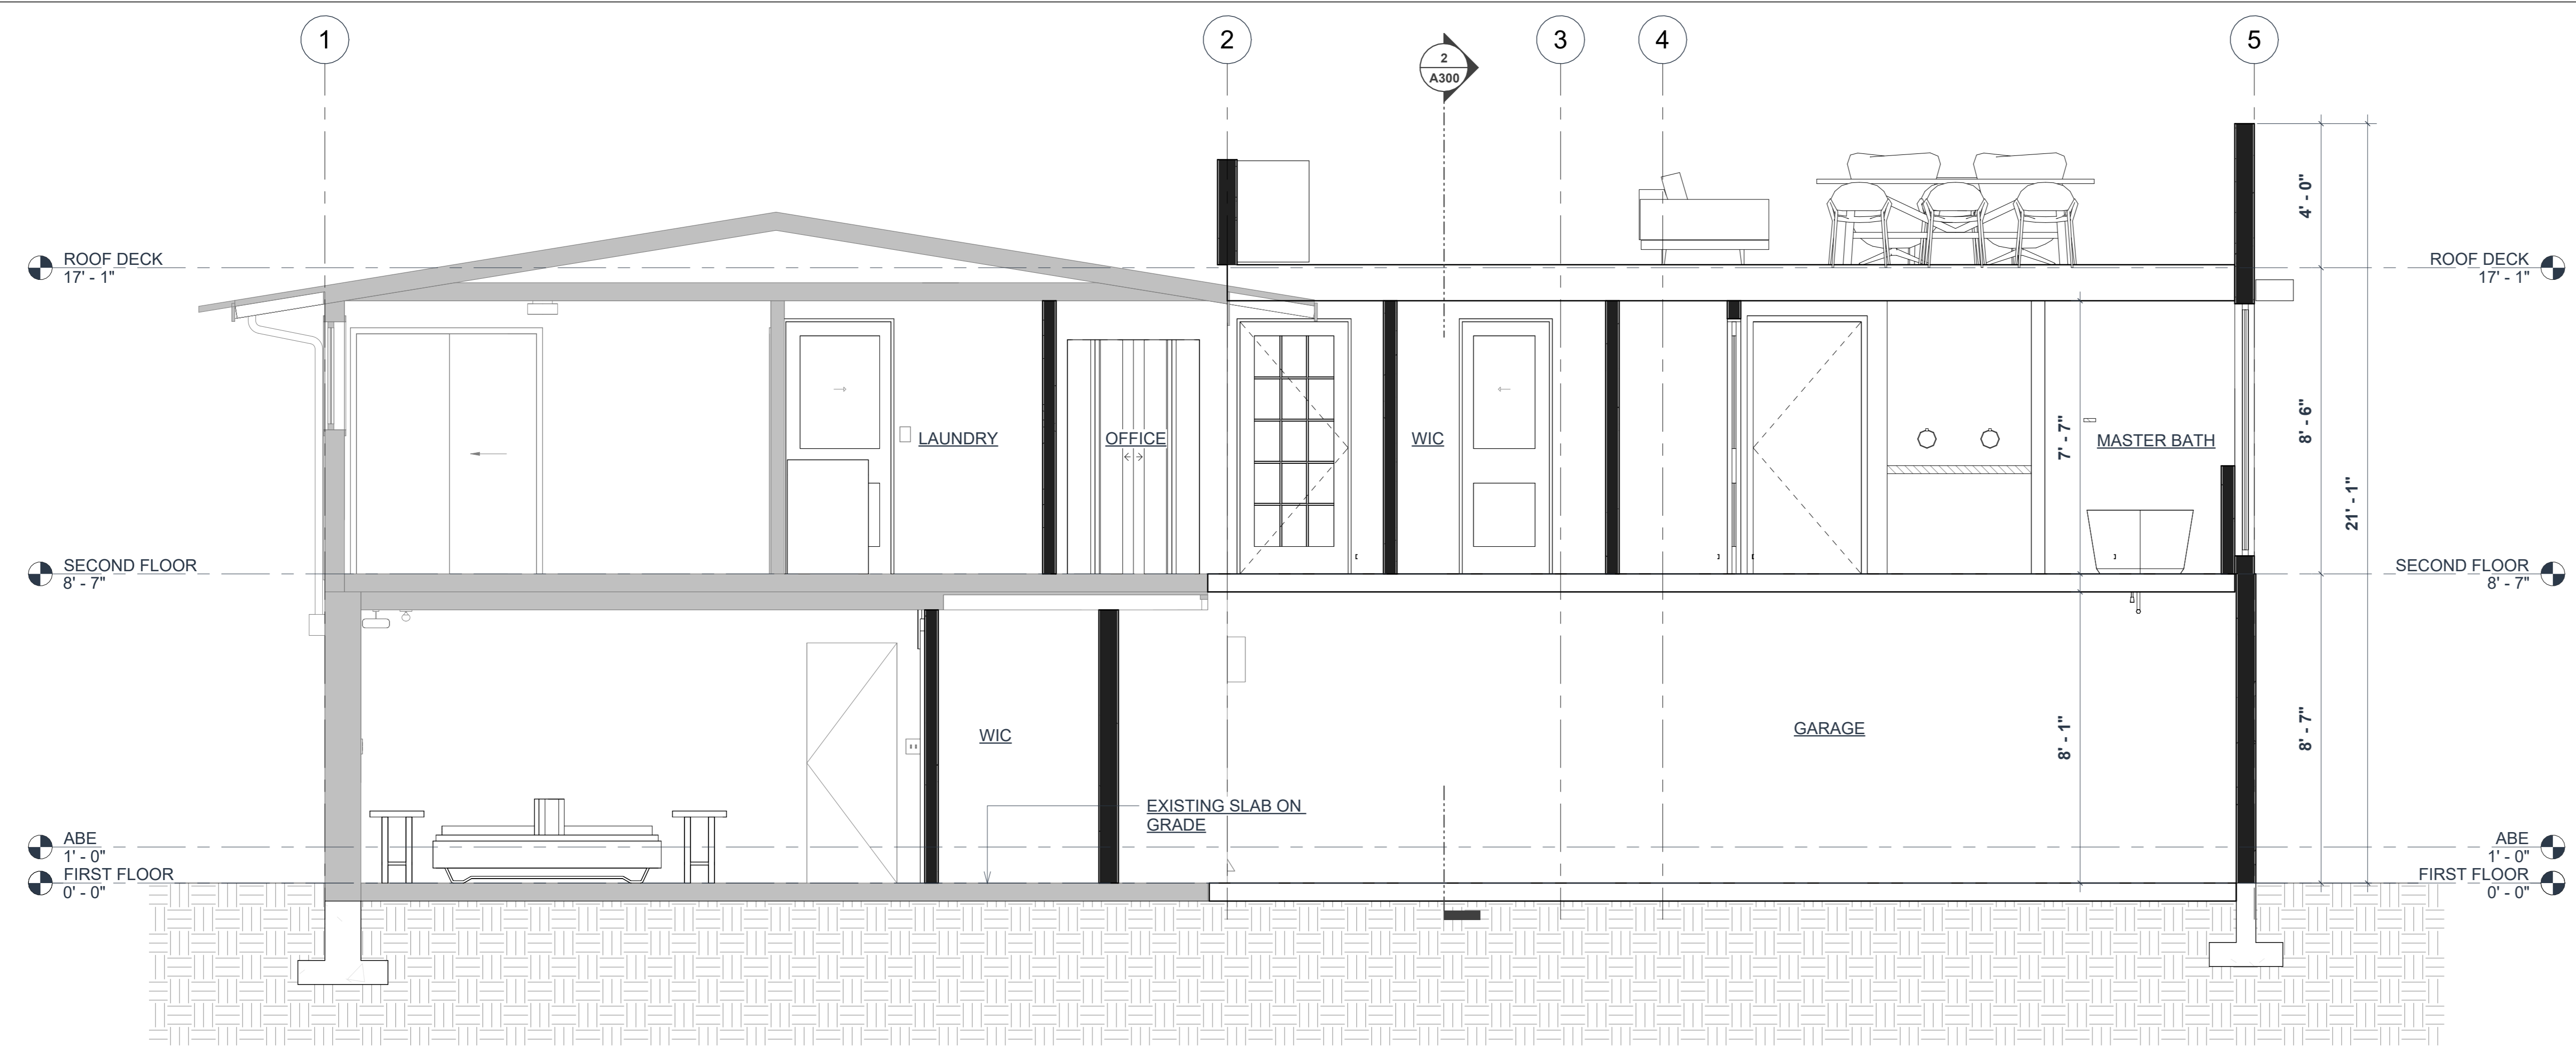 1
2
3
4
5
2
A300
4' - 0"
ROOF DECK
17' - 1"
ROOF DECK
17' - 1"
LAUNDRY
OFFICE
WIC
7' - 7"
MASTER BATH
8' - 6"
21' - 1"
SECOND FLOOR
8' - 7"
SECOND FLOOR
8' - 7"
WIC
GARAGE
8' - 1"
8' - 7"
EXISTING SLAB ON
GRADE
ABE
1' - 0"
ABE
1' - 0"
FIRST FLOOR
0' - 0"
FIRST FLOOR
0' - 0"